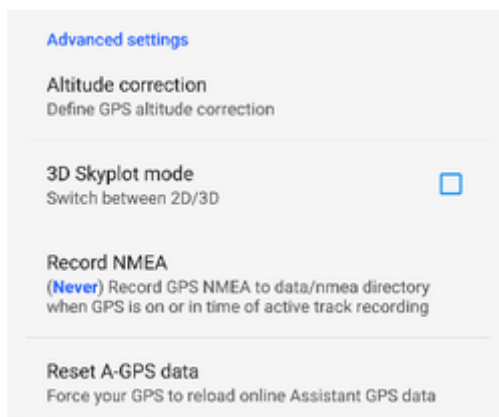 Advanced settings
Altitude correction
Define GPS altitude correction
3D Skyplot mode
Switch between 2D/3D
Record NMEA
(Never) Record GPS NMEA to data/nmea directory
when GPS is on or in time of active track recording
Reset A-GPS data
Force your GPS to reload online Assistant GPS data